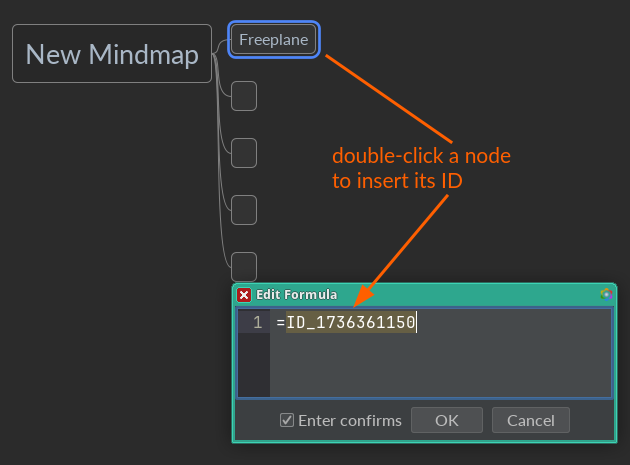 Freeplane
New Mindmap
double-click a node
to insert its ID
Edit Formula
1 =ID_1736361150
Enter confirms OK Cancel